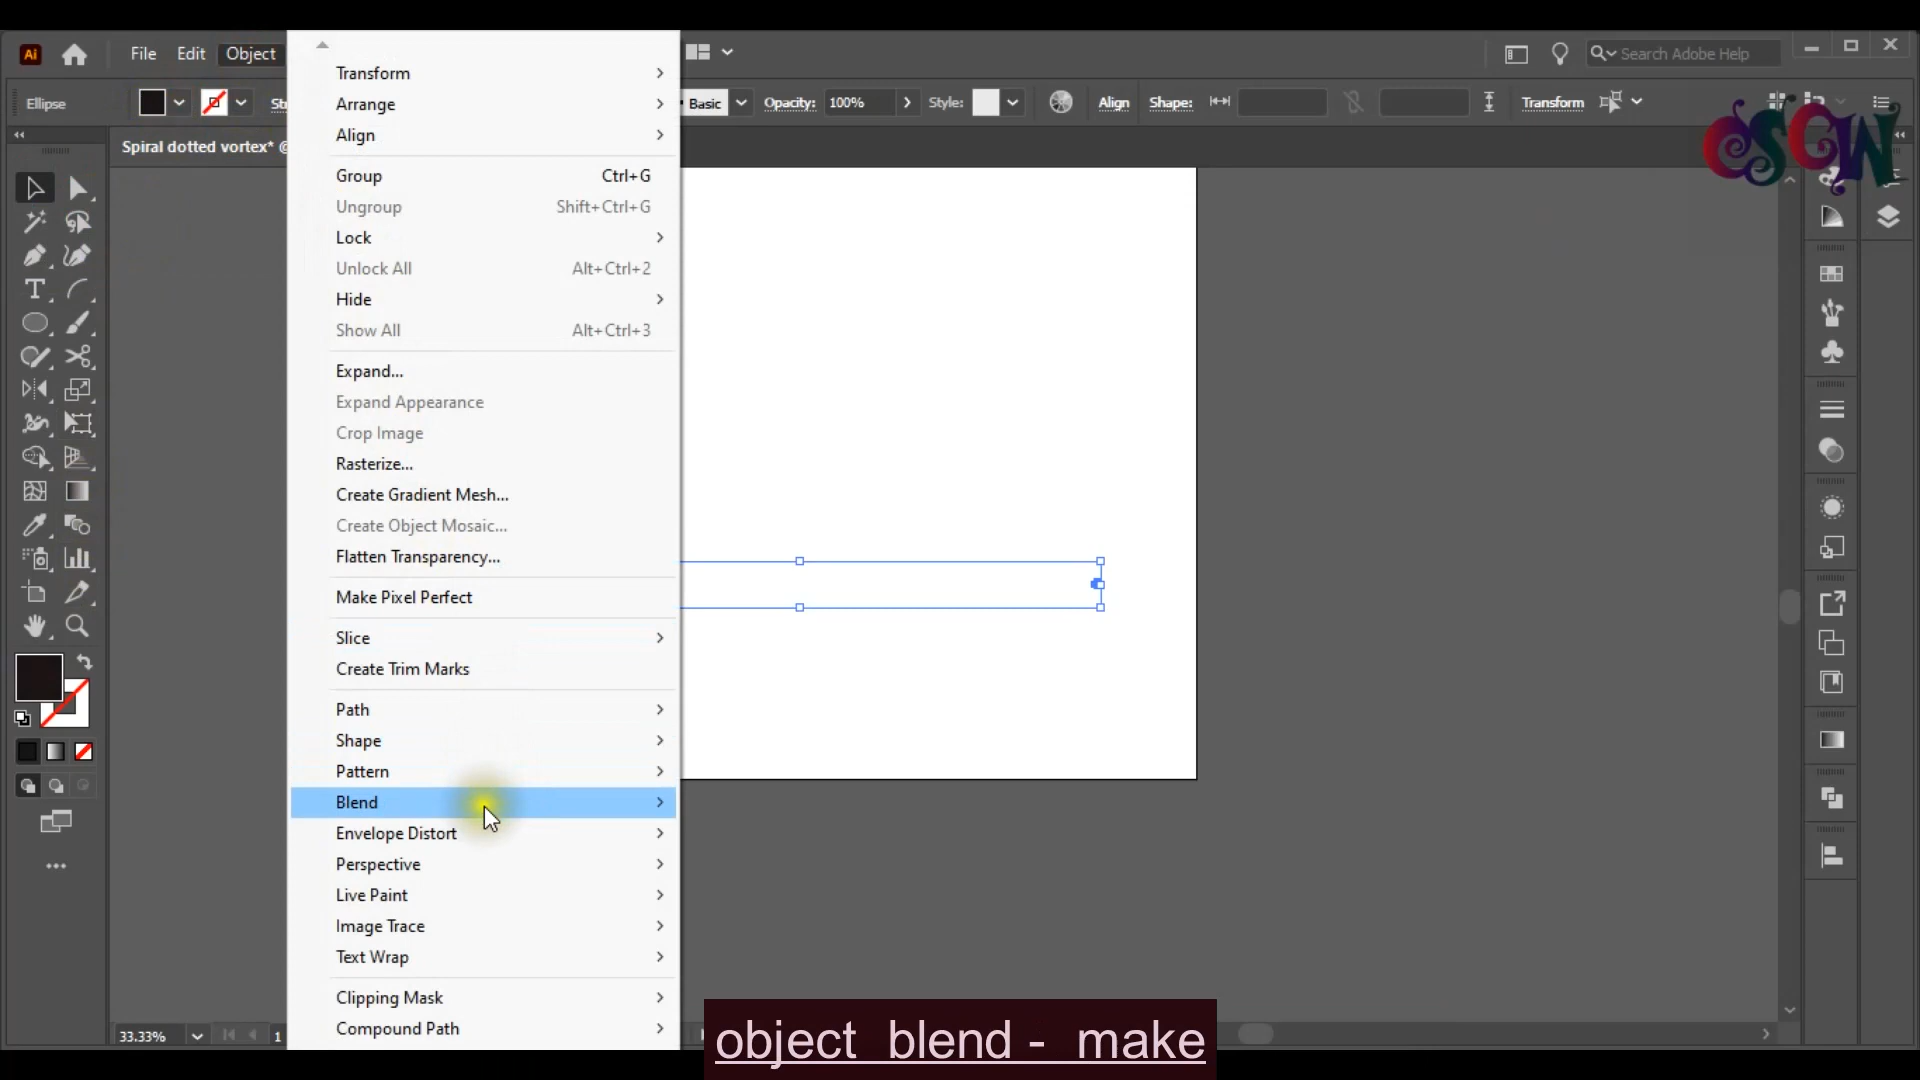 Ai
File Edit Object
Search Adobe Help
Ellipse
Basic
Opacity: 100%
Style:
Align
Shape:
Transform
Spiral dotted vortex* @
CSGW
Transform
Arrange
Align
Group Ctrl+G
Ungroup Shift+Ctrl+G
Lock
Unlock All Alt+Ctrl+2
Hide
Show All Alt+Ctrl+3
Expand...
Expand Appearance
Crop Image
Rasterize...
Create Gradient Mesh...
Create Object Mosaic...
Flatten Transparency...
Make Pixel Perfect
Slice
Create Trim Marks
Path
Shape
Pattern
Blend
Envelope Distort
Perspective
Live Paint
Image Trace
Text Wrap
Clipping Mask
Compound Path
33.33%
1
object blend - make